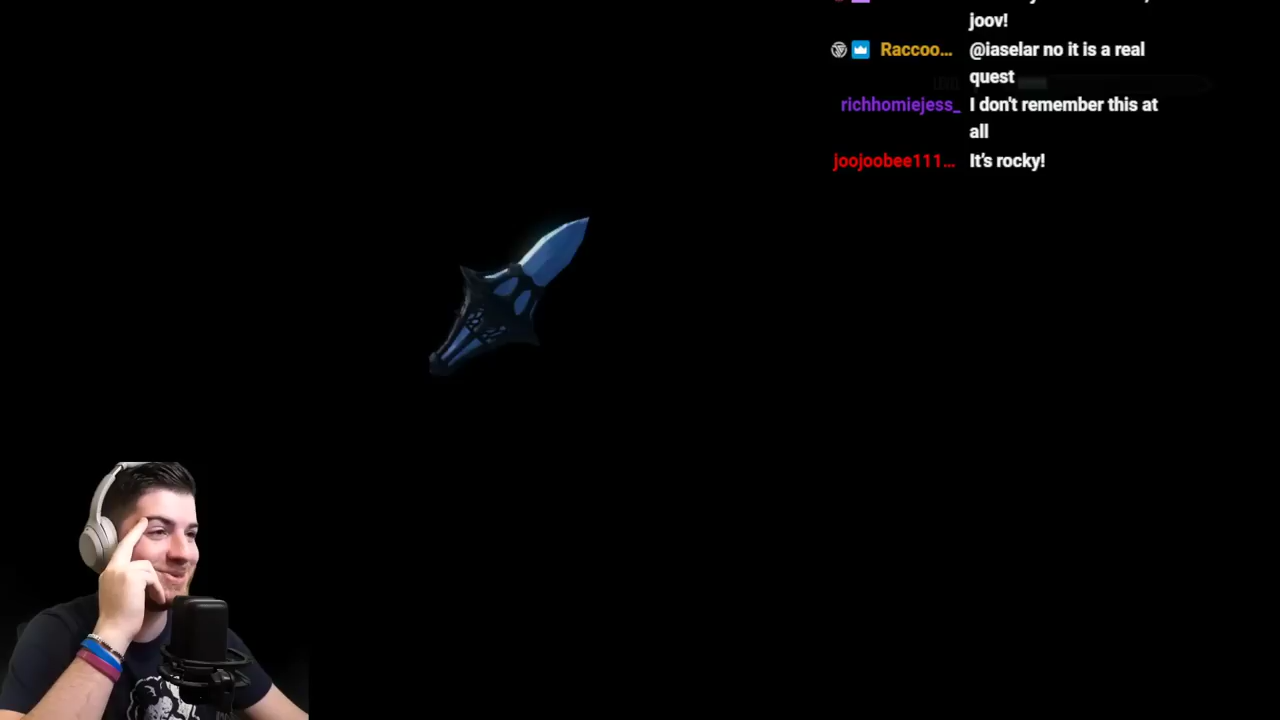 joov!
Raccoo... @iaselar no it is a real
quest
richhomiejess_ I don't remember this at
all
joojoobee111... It's rocky!